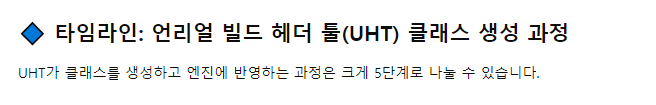 타임라인: 언리얼 빌드 헤더 툴(UHT) 클래스 생성 과정
UHT가 클래스를 생성하고 엔진에 반영하는 과정은 크게 5단계로 나눌 수 있습니다.